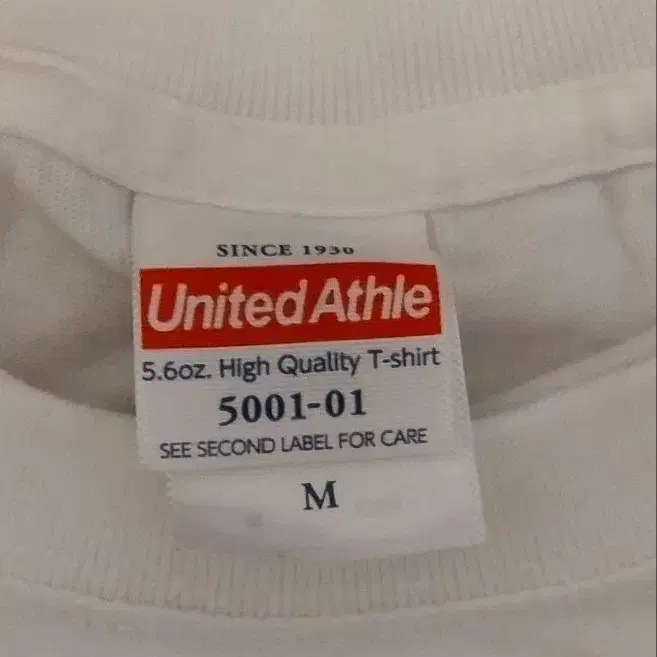 SINCE 1930
United Athle
5.6oz. High Quality T-shirt
5001-01
SEE SECOND LABEL FOR CARE
M